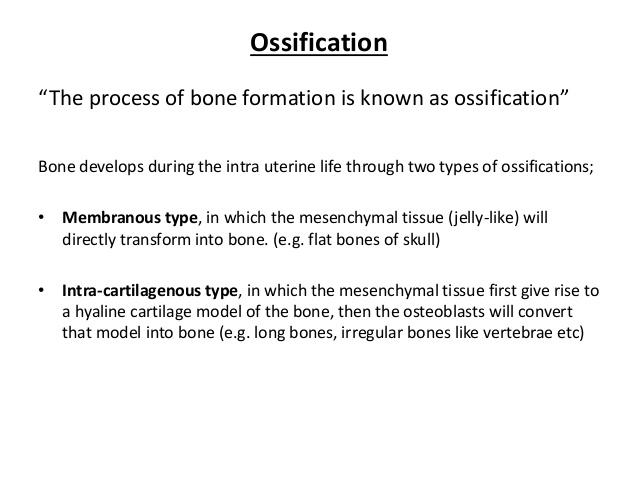 Ossification
“The process of bone formation is known as ossification”
Bone develops during the intra uterine life through two types of ossifications;
• Membranous type, in which the mesenchymal tissue (jelly-like) will
directly transform into bone. (e.g. flat bones of skull)
• Intra-cartilagenous type, in which the mesenchymal tissue first give rise to
a hyaline cartilage model of the bone, then the osteoblasts will convert
that model into bone (e.g. long bones, irregular bones like vertebrae etc)